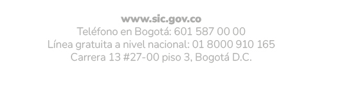 www.sic.gov.co
Teléfono en Bogotá: 601 587 00 00
Línea gratuita a nivel nacional: 01 8000 910 165
Carrera 13 #27-00 piso 3, Bogotá D.C.